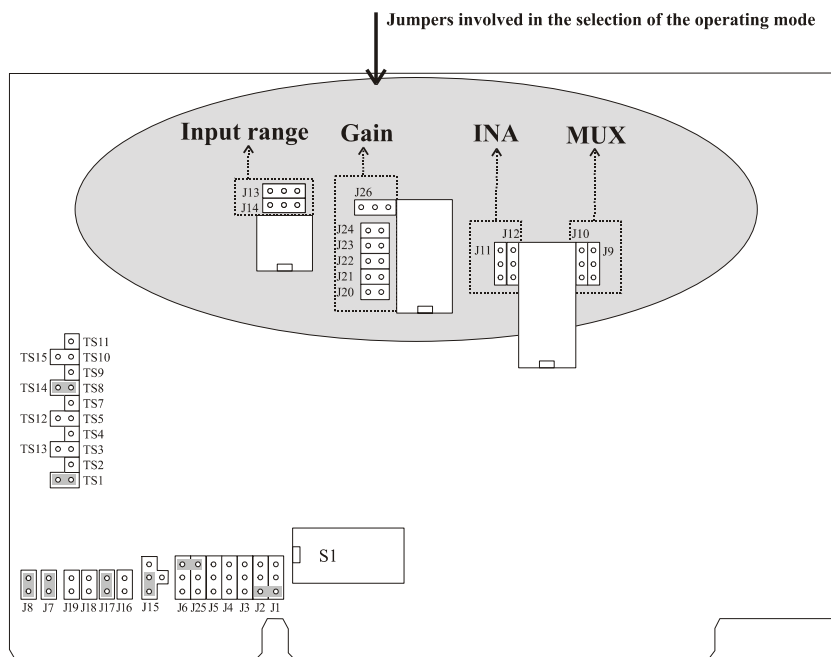 Jumpers involved in the selection of the operating mode
Input range Gain INA MUX
J13 J26
J14
J24 J12 J10
J23 J11 J9
J22
J21
J20
TS11
TS15 TS10
TS9
TS14 TS8
TS7
TS12 TS5
TS4
TS13 TS3
TS2
TS1
S1
J8 J7 J19 J18 J17 J16 J15 J6 J25 J5 J4 J3 J2 J1